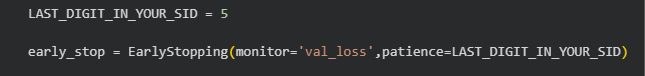 LAST_DIGIT_IN_YOUR_SID = 5
early_stop = EarlyStopping(monitor='val_loss',patience=LAST_DIGIT_IN_YOUR_SID)